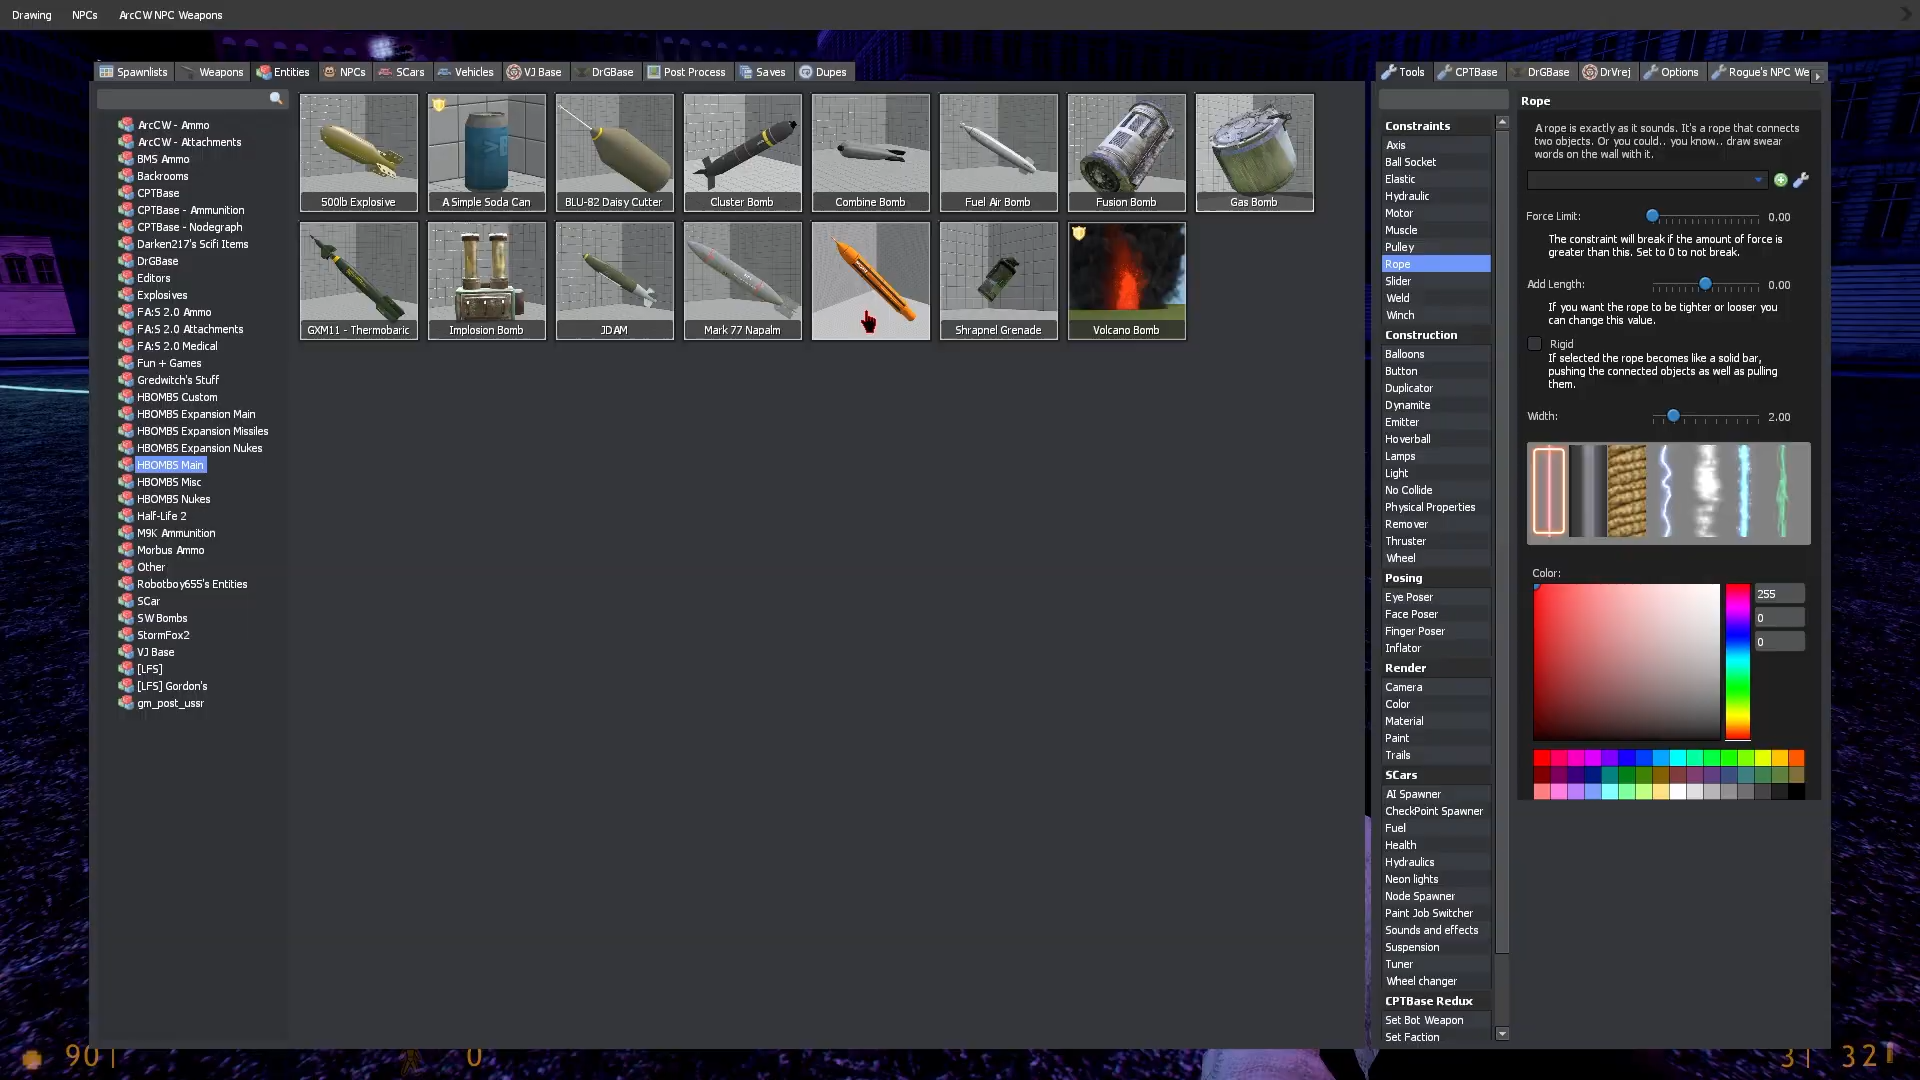 Drawing NPCs ArcCW NPC Weapons
Spawnlists Weapons Entities NPCs SCars Vehicles VJ Base DrGBase Post Process Saves Dupes
ArcCW - Ammo
ArcCW - Attachments
BMS Ammo
Backrooms
CPTBase
CPTBase - Ammunition
CPTBase - Nodegraph
Darken217's Scifi Items
DrGBase
Editors
Explosives
FA:S 2.0 Ammo
FA:S 2.0 Attachments
FA:S 2.0 Medical
Fun + Games
Gredwitch's Stuff
HBOMBS Custom
HBOMBS Expansion Main
HBOMBS Expansion Missiles
HBOMBS Expansion Nukes
HBOMBS Main
HBOMBS Misc
HBOMBS Nukes
Half-Life 2
M9K Ammunition
Morbus Ammo
Other
Robotboy655's Entities
SCar
SW Bombs
StormFox2
VJ Base
[LFS]
[LFS] Gordon's
gm_post_ussr
500lb Explosive A Simple Soda Can BLU-82 Daisy Cutter Cluster Bomb Combine Bomb Fuel Air Bomb Fusion Bomb Gas Bomb
GXM11 - Thermobaric Implosion Bomb JDAM Mark 77 Napalm Shrapnel Grenade Volcano Bomb
Tools CPTBase DrGBase DrVrej Options Rogue's NPC We
Constraints
Axis
Ball Socket
Elastic
Hydraulic
Motor
Muscle
Pulley
Rope
Slider
Weld
Winch
Construction
Balloons
Button
Duplicator
Dynamite
Emitter
Hoverball
Lamps
Light
No Collide
Physical Properties
Remover
Thruster
Wheel
Posing
Eye Poser
Face Poser
Finger Poser
Inflator
Render
Camera
Color
Material
Paint
Trails
SCars
AI Spawner
CheckPoint Spawner
Fuel
Health
Hydraulics
Neon lights
Node Spawner
Paint Job Switcher
Sounds and effects
Suspension
Tuner
Wheel changer
CPTBase Redux
Set Bot Weapon
Set Faction
Rope
A rope is exactly as it sounds. It's a rope that connects
two objects. Or you could.. you know.. draw swear
words on the wall with it.
Force Limit: 0.00
The constraint will break if the amount of force is
greater than this. Set to 0 to not break.
Add Length: 0.00
If you want the rope to be tighter or looser you
can change this value.
Rigid
If selected the rope becomes like a solid bar,
pushing the connected objects as well as pulling
them.
Width: 2.00
Color:
255
0
0
90 0 3 32